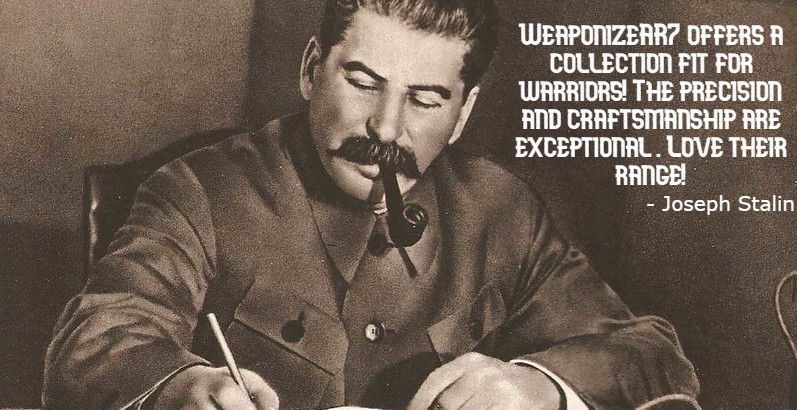 WeaponizeAR7 offers a
collection fit for
warriors! The precision
and craftsmanship are
exceptional. Love their
range!
- Joseph Stalin